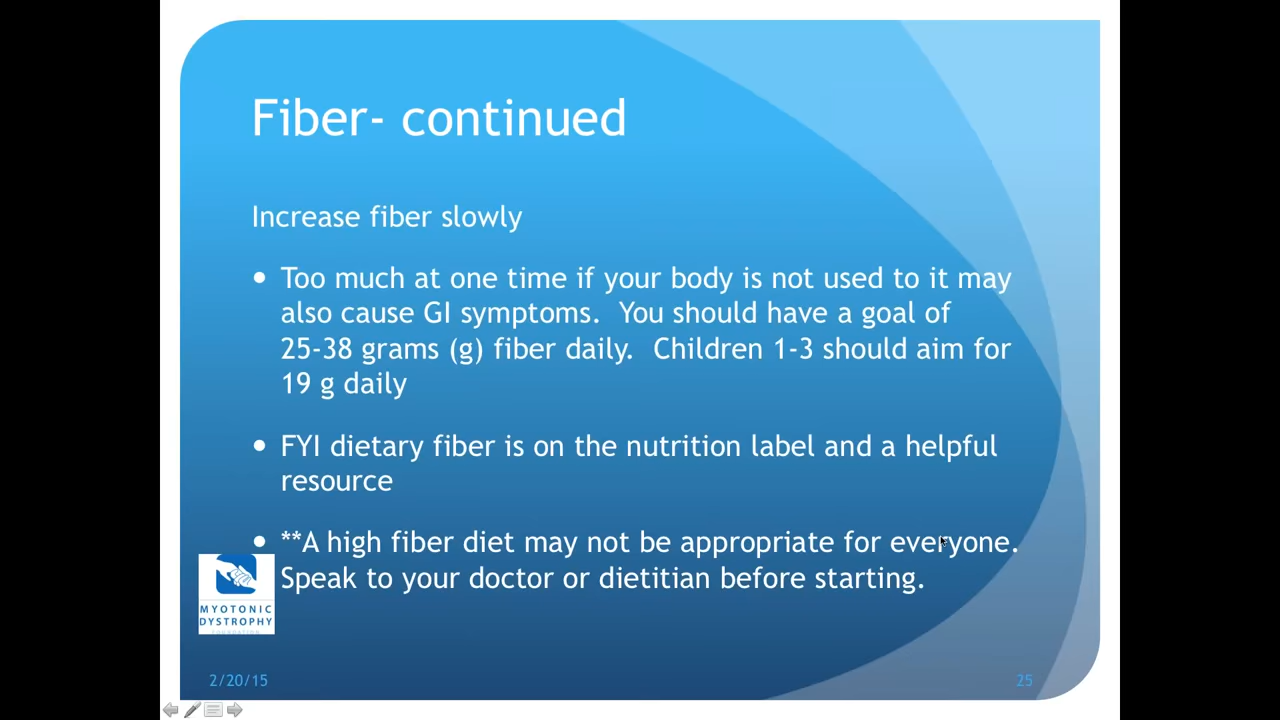 Fiber- continued
Increase fiber slowly
• Too much at one time if your body is not used to it may
also cause GI symptoms.  You should have a goal of
25-38 grams (g) fiber daily.  Children 1-3 should aim for
19 g daily
• FYI dietary fiber is on the nutrition label and a helpful
resource
• **A high fiber diet may not be appropriate for everyone.
Speak to your doctor or dietitian before starting.
MYOTONIC
DYSTROPHY
FOUNDATION
2/20/15
25